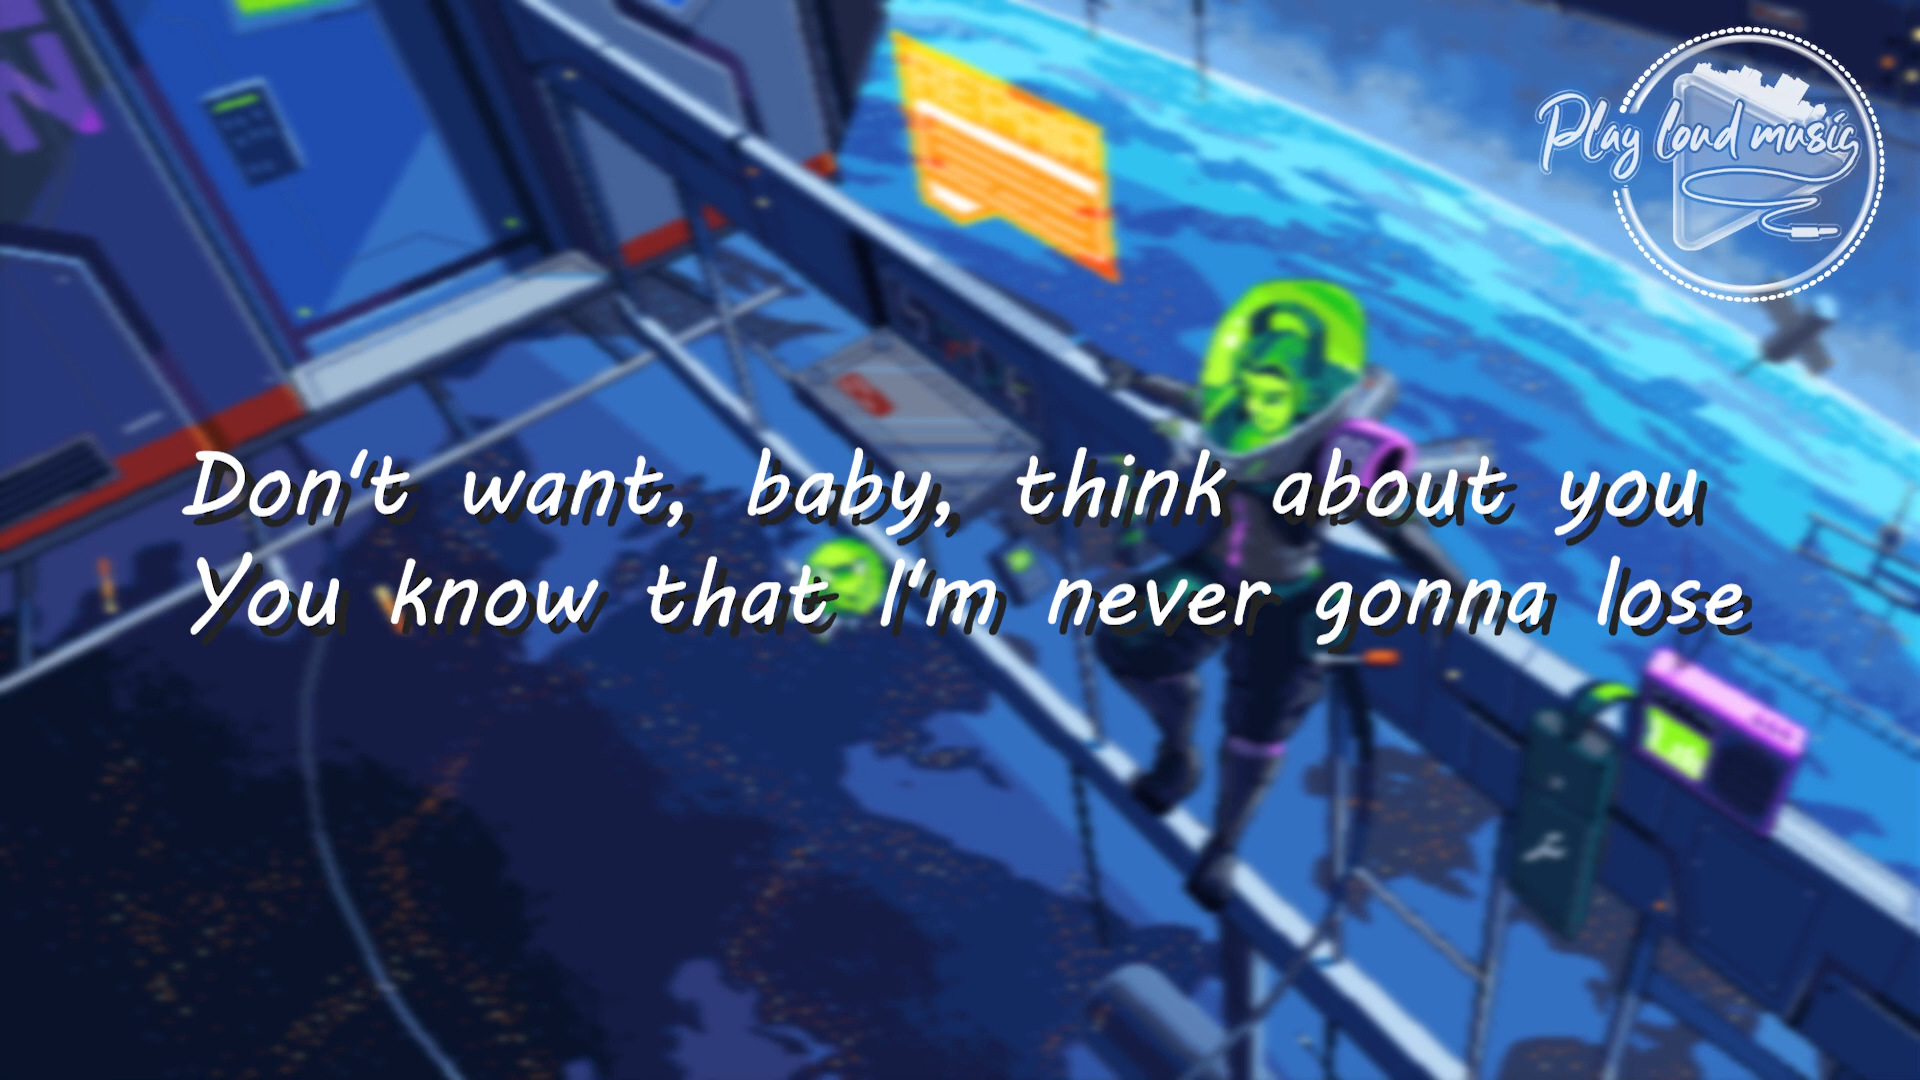 Play loud music
Don't want, baby, think about you
You know that I'm never gonna lose